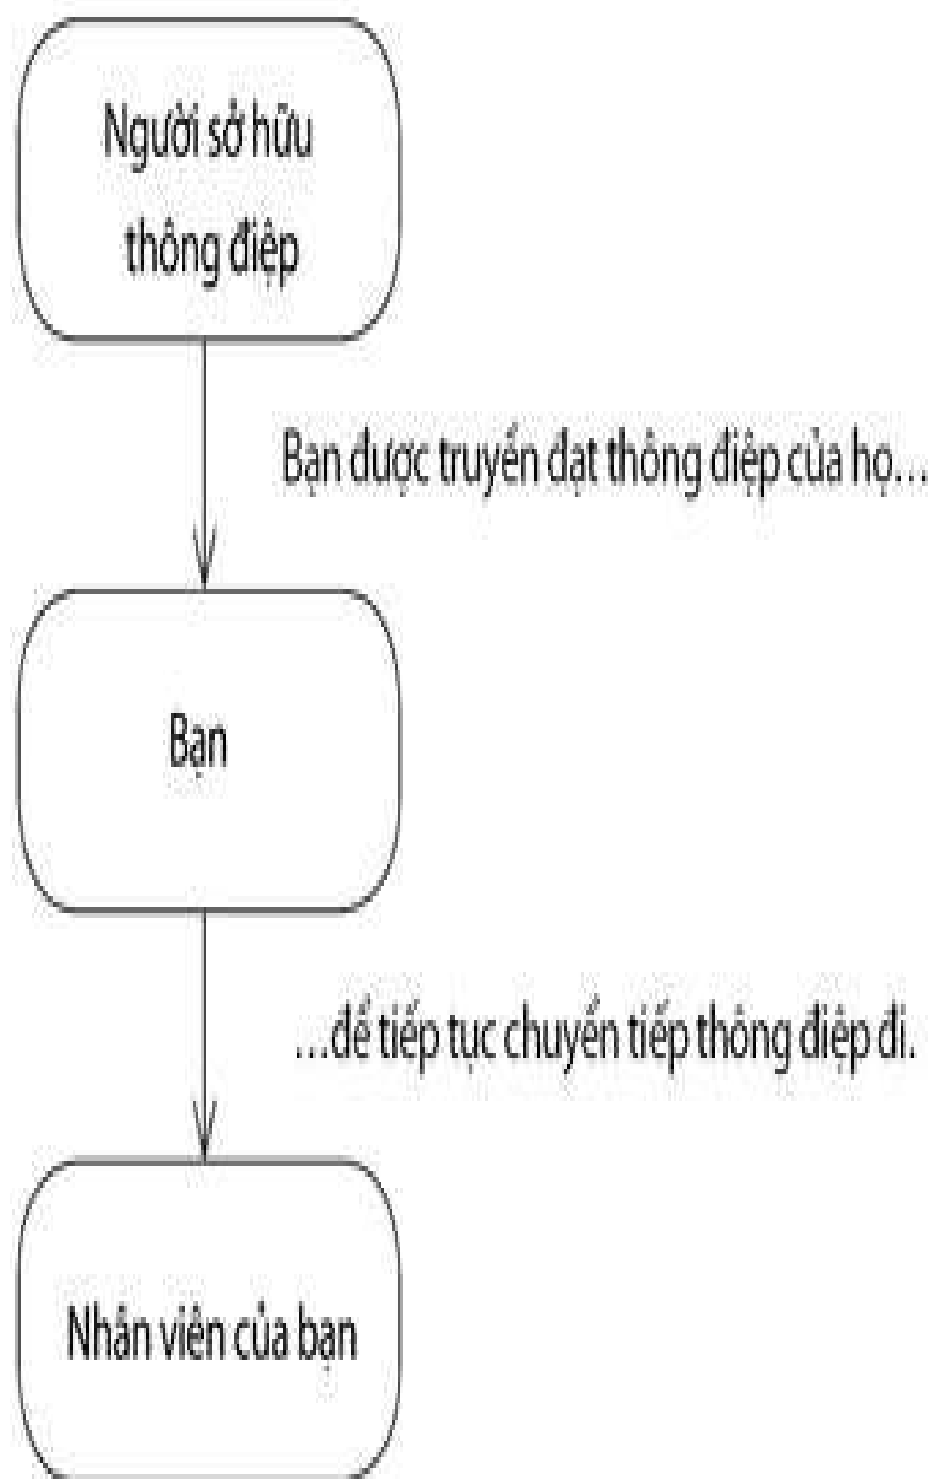 Người sở hữu
thông điệp
Bạn được truyền đạt thông điệp của họ…
Bạn
…để tiếp tục chuyển tiếp thông điệp đi.
Nhân viên của bạn